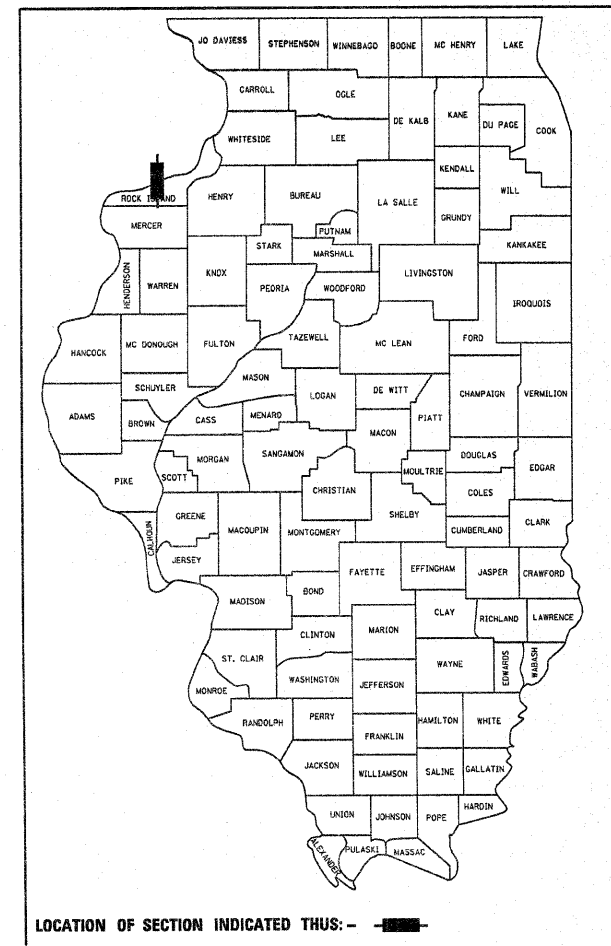 JO DAVIESS STEPHENSON WINNEBAGO BOONE MC HENRY LAKE
CARROLL OGLE DE KALB KANE DU PAGE COOK
WHITESIDE LEE
ROCK ISLAND HENRY BUREAU LA SALLE KENDALL WILL
MERCER PUTNAM GRUNDY
STARK MARSHALL KANKAKEE
HENDERSON WARREN KNOX PEORIA WOODFORD LIVINGSTON IROQUOIS
HANCOCK MC DONOUGH FULTON TAZEWELL MC LEAN FORD
SCHUYLER MASON LOGAN DE WITT CHAMPAIGN VERMILION
ADAMS BROWN CASS MENARD MACON PIATT
MORGAN SANGAMON DOUGLAS EDGAR
PIKE SCOTT CHRISTIAN MOULTRIE COLES
GREENE MACOUPIN MONTGOMERY SHELBY CUMBERLAND CLARK
CALHOUN JERSEY FAYETTE EFFINGHAM JASPER CRAWFORD
MADISON BOND CLAY RICHLAND LAWRENCE
CLINTON MARION
ST. CLAIR WAYNE EDWARDS WABASH
MONROE WASHINGTON JEFFERSON
RANDOLPH PERRY HAMILTON WHITE
FRANKLIN
JACKSON WILLIAMSON SALINE GALLATIN
UNION JOHNSON POPE HARDIN
ALEXANDER PULASKI MASSAC
LOCATION OF SECTION INDICATED THUS: -